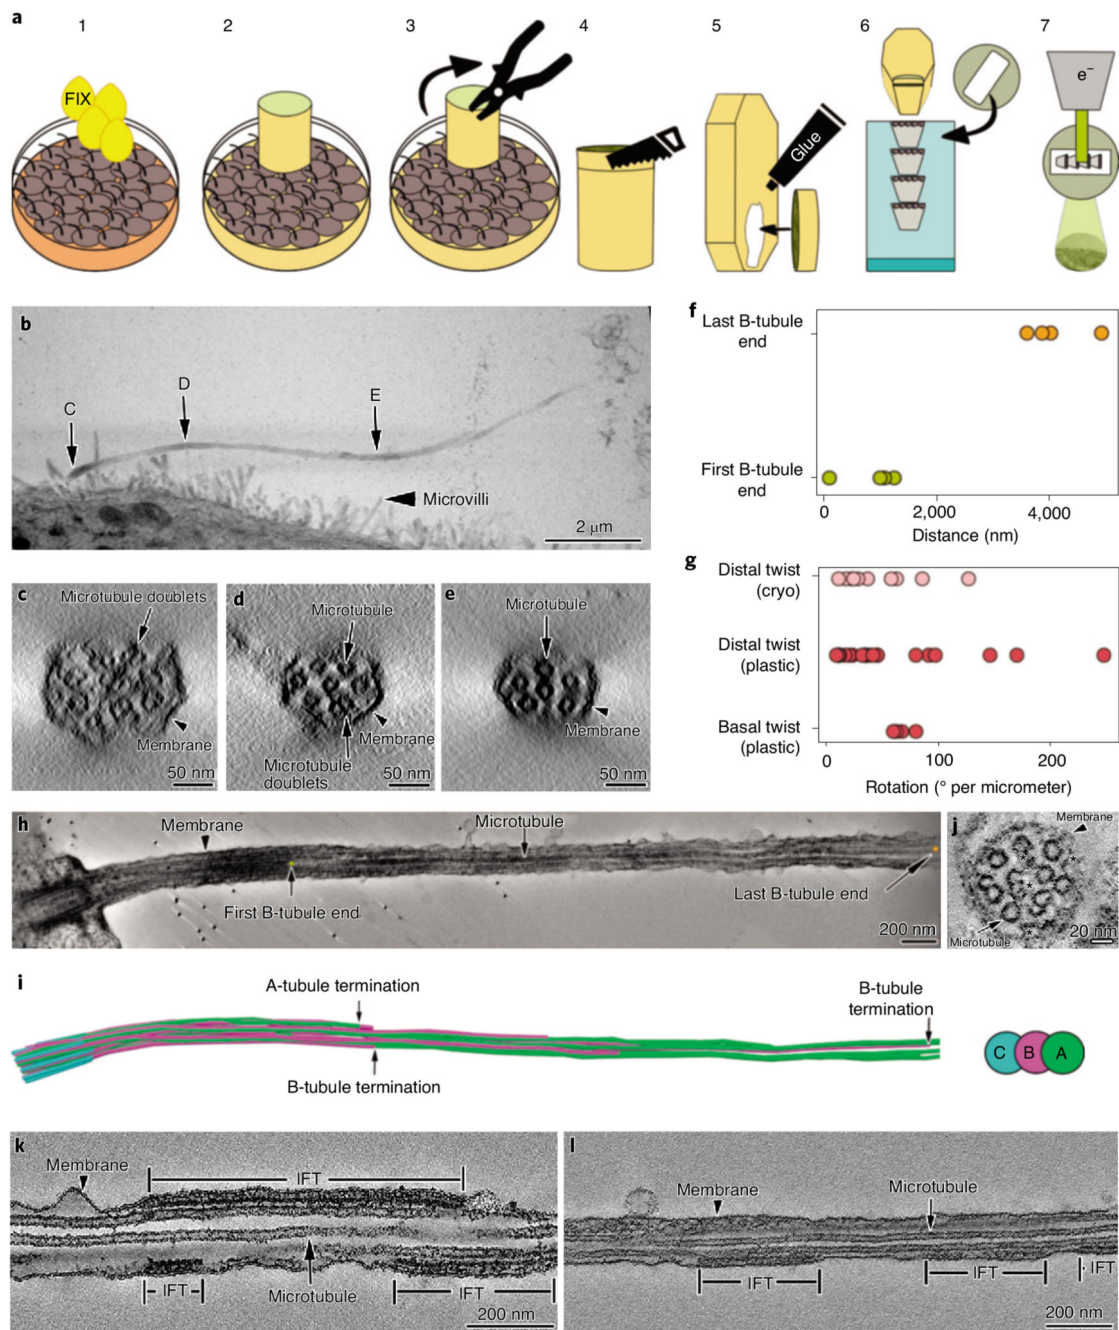 a
1
2
3
4
5
6
7
FIX
Glue
e–
b
C
D
E
Microvilli
2 μm
f
Last B-tubule
end
First B-tubule
end
0
2,000
4,000
Distance (nm)
g
Distal twist
(cryo)
Distal twist
(plastic)
Basal twist
(plastic)
0
100
200
Rotation (° per micrometer)
c
Microtubule doublets
Membrane
50 nm
d
Microtubule
Membrane
Microtubule
doublets
50 nm
e
Microtubule
Membrane
50 nm
h
Membrane
Microtubule
First B-tubule end
Last B-tubule end
200 nm
j
Membrane
*
*
*
*
Microtubule
20 nm
i
A-tubule termination
B-tubule
termination
B-tubule termination
C
B
A
k
Membrane
IFT
IFT
Microtubule
IFT
200 nm
l
Membrane
Microtubule
IFT
IFT
IFT
200 nm